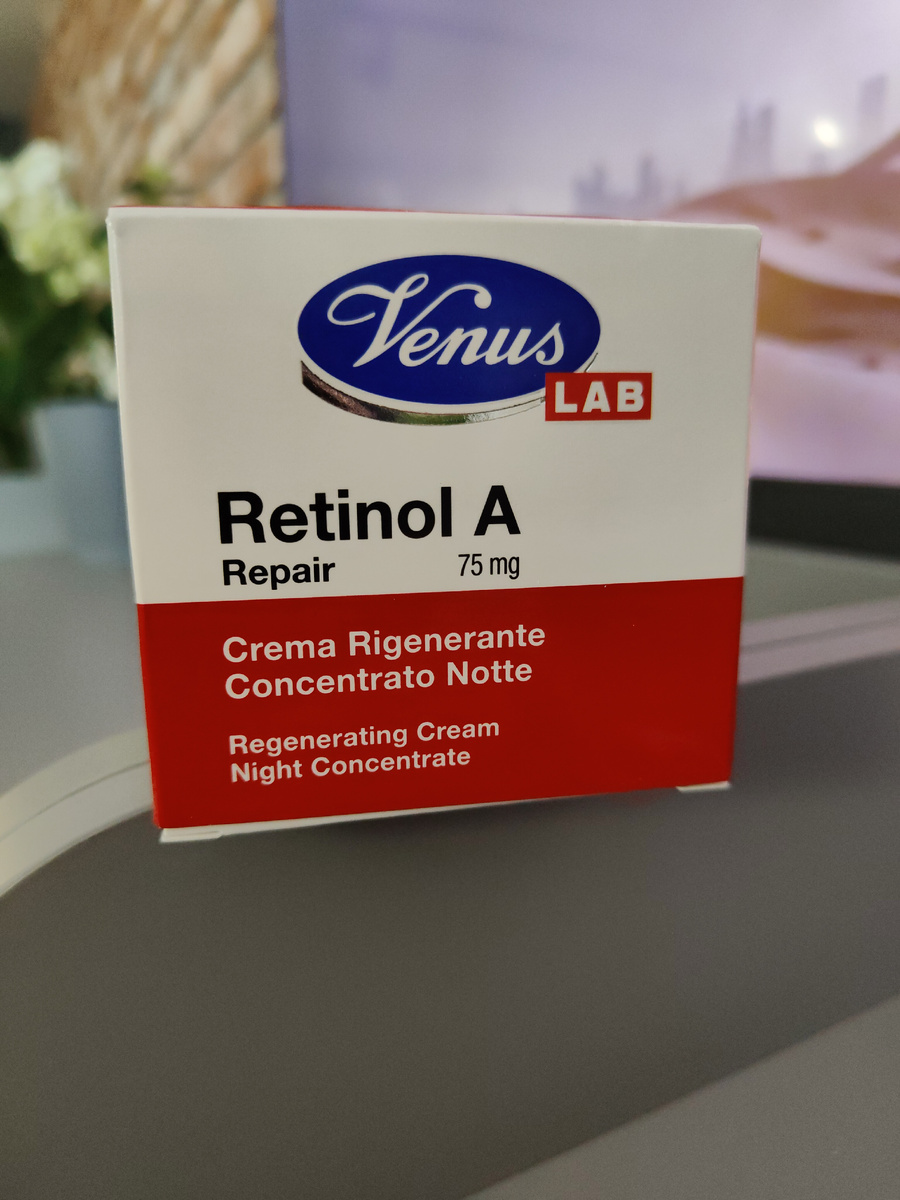 Venus
LAB
Retinol A
Repair 75 mg
Crema Rigenerante
Concentrato Notte
Regenerating Cream
Night Concentrate